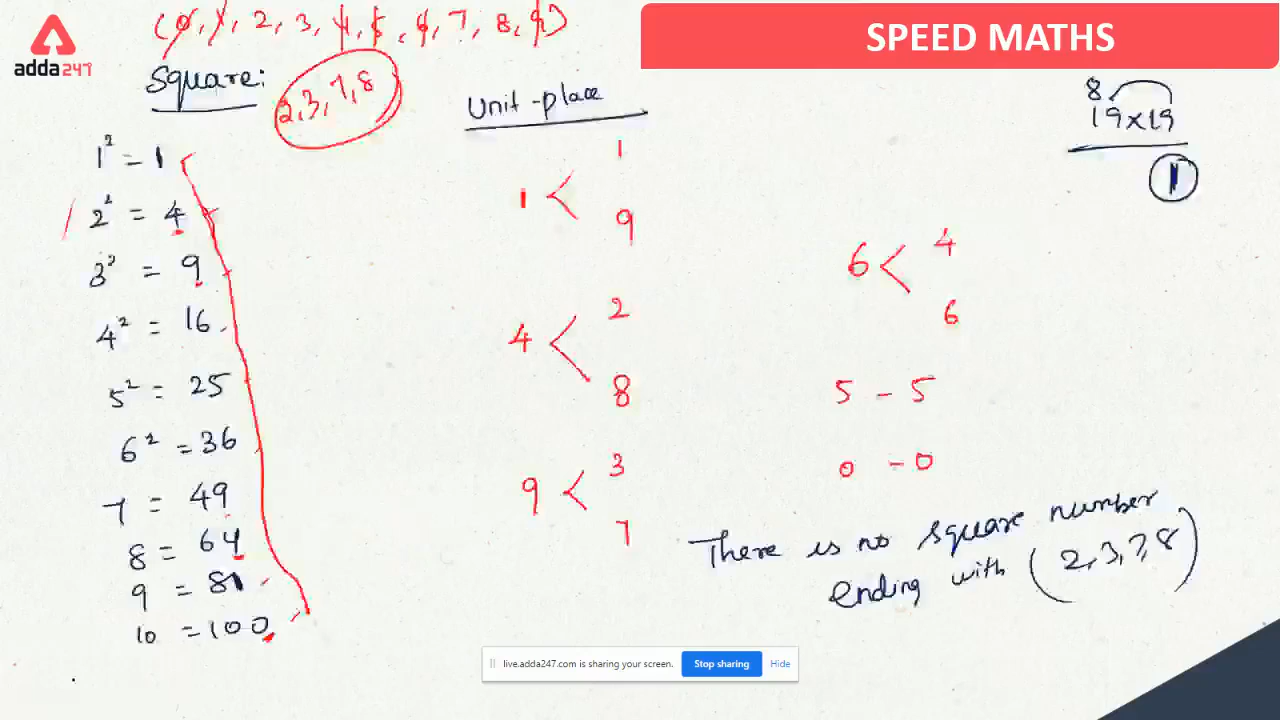 (0, 1, 2, 3, 4, 5, 6, 7, 8, 9)
SPEED MATHS
adda247
Square:
2, 3, 7, 8
Unit-place
8
19×19
1
1² = 1
2² = 4
3² = 9
4² = 16
5² = 25
6² = 36
7 = 49
8 = 64
9 = 81
10 = 100
1 < 1
9
4 < 2
8
9 < 3
7
6 < 4
6
5 - 5
0 - 0
There is no square number
ending with (2, 3, 7, 8)
live.adda247.com is sharing your screen. Stop sharing Hide